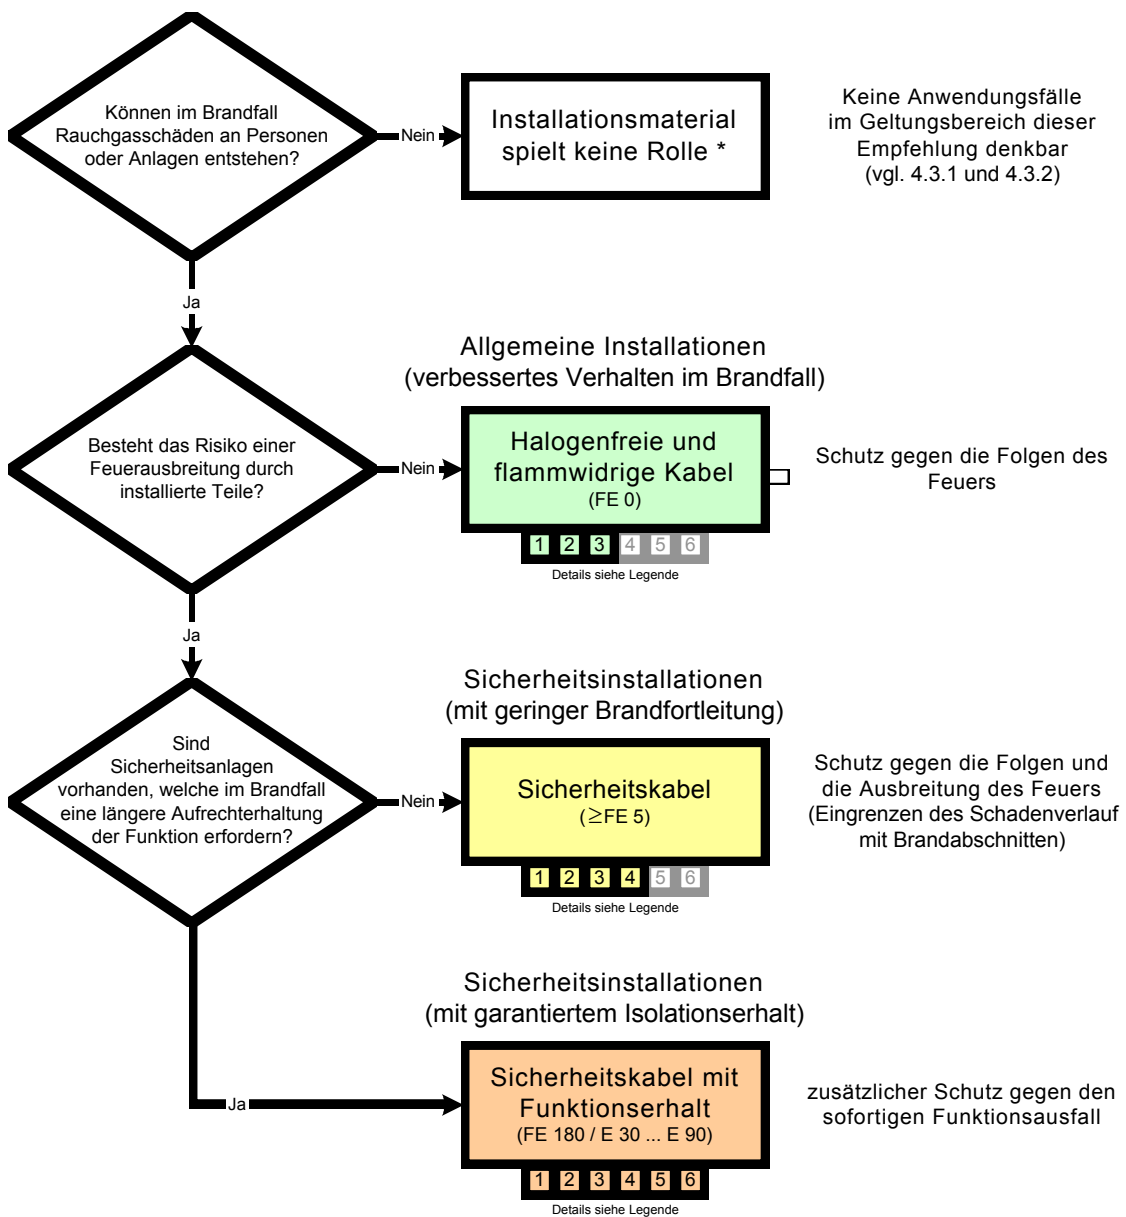 Können im Brandfall
Rauchgasschäden an Personen
oder Anlagen entstehen?
Nein
Installationsmaterial
spielt keine Rolle *
Keine Anwendungsfälle
im Geltungsbereich dieser
Empfehlung denkbar
(vgl. 4.3.1 und 4.3.2)
Ja
Allgemeine Installationen
(verbessertes Verhalten im Brandfall)
Besteht das Risiko einer
Feuerausbreitung durch
installierte Teile?
Nein
Halogenfreie und
flammwidrige Kabel
(FE 0)
1 2 3 4 5 6
Details siehe Legende
Schutz gegen die Folgen des
Feuers
Ja
Sicherheitsinstallationen
(mit geringer Brandfortleitung)
Sind
Sicherheitsanlagen
vorhanden, welche im Brandfall
eine längere Aufrechterhaltung
der Funktion erfordern?
Nein
Sicherheitskabel
(≥FE 5)
1 2 3 4 5 6
Details siehe Legende
Schutz gegen die Folgen und
die Ausbreitung des Feuers
(Eingrenzen des Schadenverlauf
mit Brandabschnitten)
Sicherheitsinstallationen
(mit garantiertem Isolationserhalt)
Ja
Sicherheitskabel mit
Funktionserhalt
(FE 180 / E 30 ... E 90)
1 2 3 4 5 6
Details siehe Legende
zusätzlicher Schutz gegen den
sofortigen Funktionsausfall